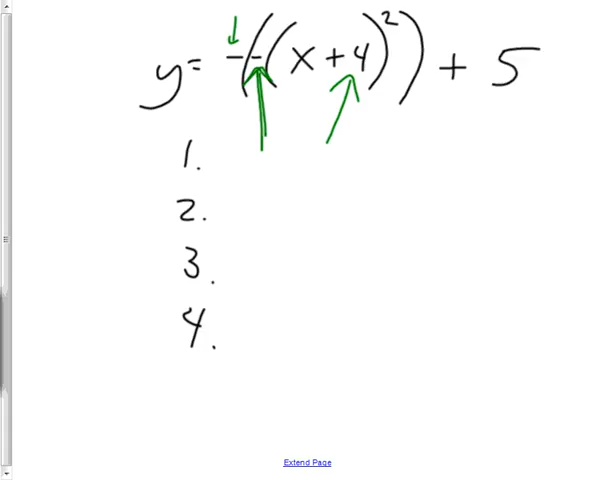 y = -(-((x+4)²)) + 5
1.
2.
3.
4.
Extend Page